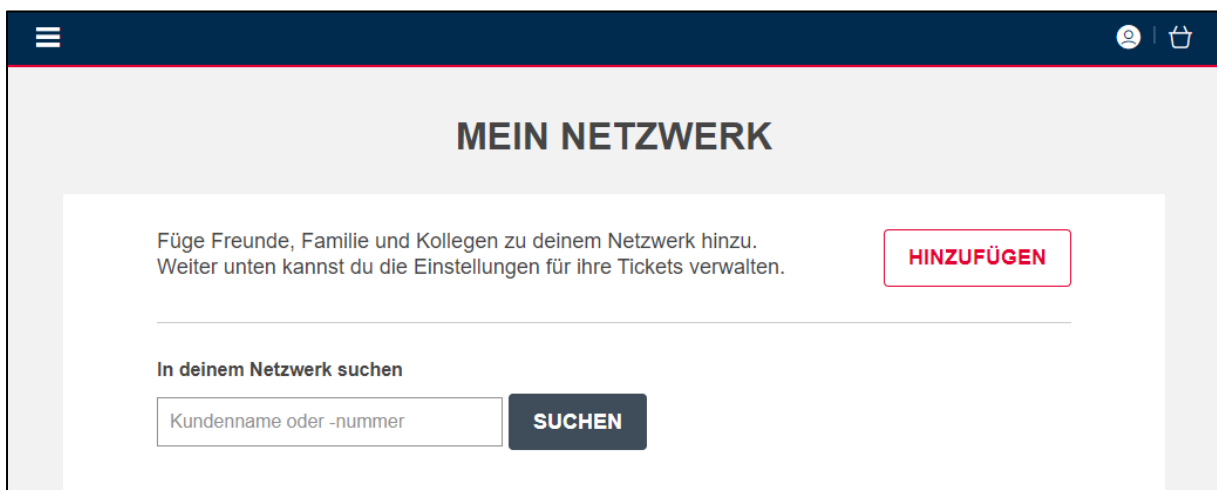 MEIN NETZWERK
Füge Freunde, Familie und Kollegen zu deinem Netzwerk hinzu.
Weiter unten kannst du die Einstellungen für ihre Tickets verwalten.
HINZUFÜGEN
In deinem Netzwerk suchen
Kundenname oder -nummer
SUCHEN